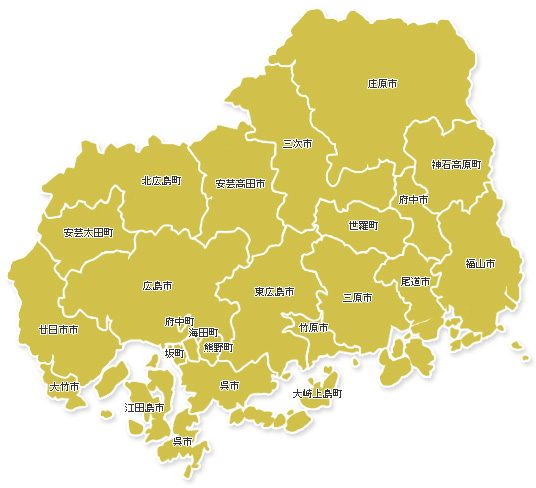 庄原市
三次市
神石高原町
北広島町
安芸高田市
府中市
世羅町
安芸太田町
福山市
尾道市
広島市
東広島市
三原市
府中町
廿日市市
海田町
竹原市
熊野町
坂町
大竹市
呉市
大崎上島町
江田島市
呉市